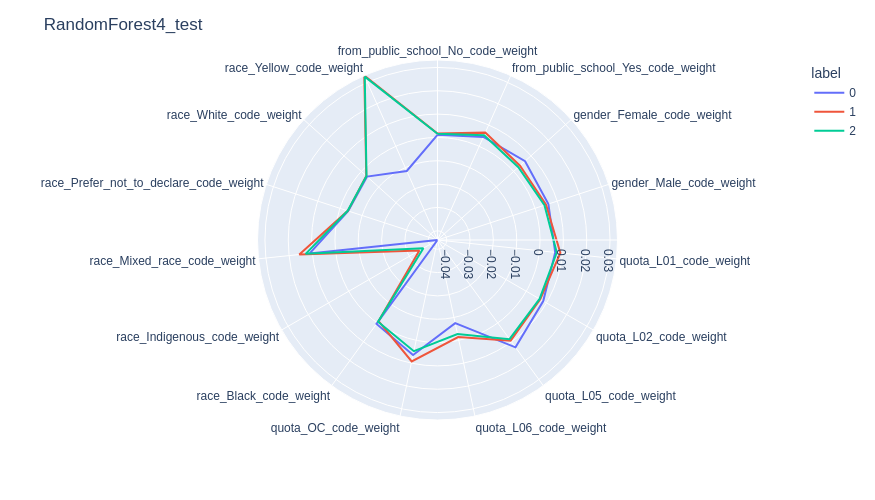 RandomForest4_test
from_public_school_No_code_weight
from_public_school_Yes_code_weight
race_Yellow_code_weight
label
0
1
2
race_White_code_weight
gender_Female_code_weight
race_Prefer_not_to_declare_code_weight
gender_Male_code_weight
race_Mixed_race_code_weight
−0.04
−0.03
−0.02
−0.01
0
0.01
0.02
0.03
quota_L01_code_weight
race_Indigenous_code_weight
quota_L02_code_weight
race_Black_code_weight
quota_L05_code_weight
quota_OC_code_weight
quota_L06_code_weight